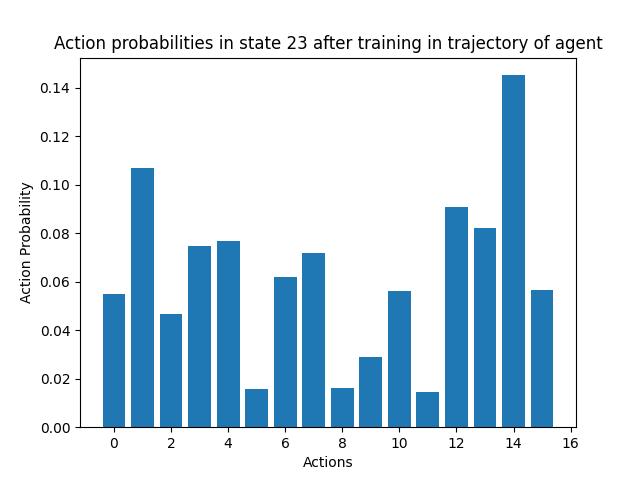 Action probabilities in state 23 after training in trajectory of agent
0.14
0.12
0.10
0.08
0.06
0.04
0.02
0.00
Action Probability
0 2 4 6 8 10 12 14 16
Actions